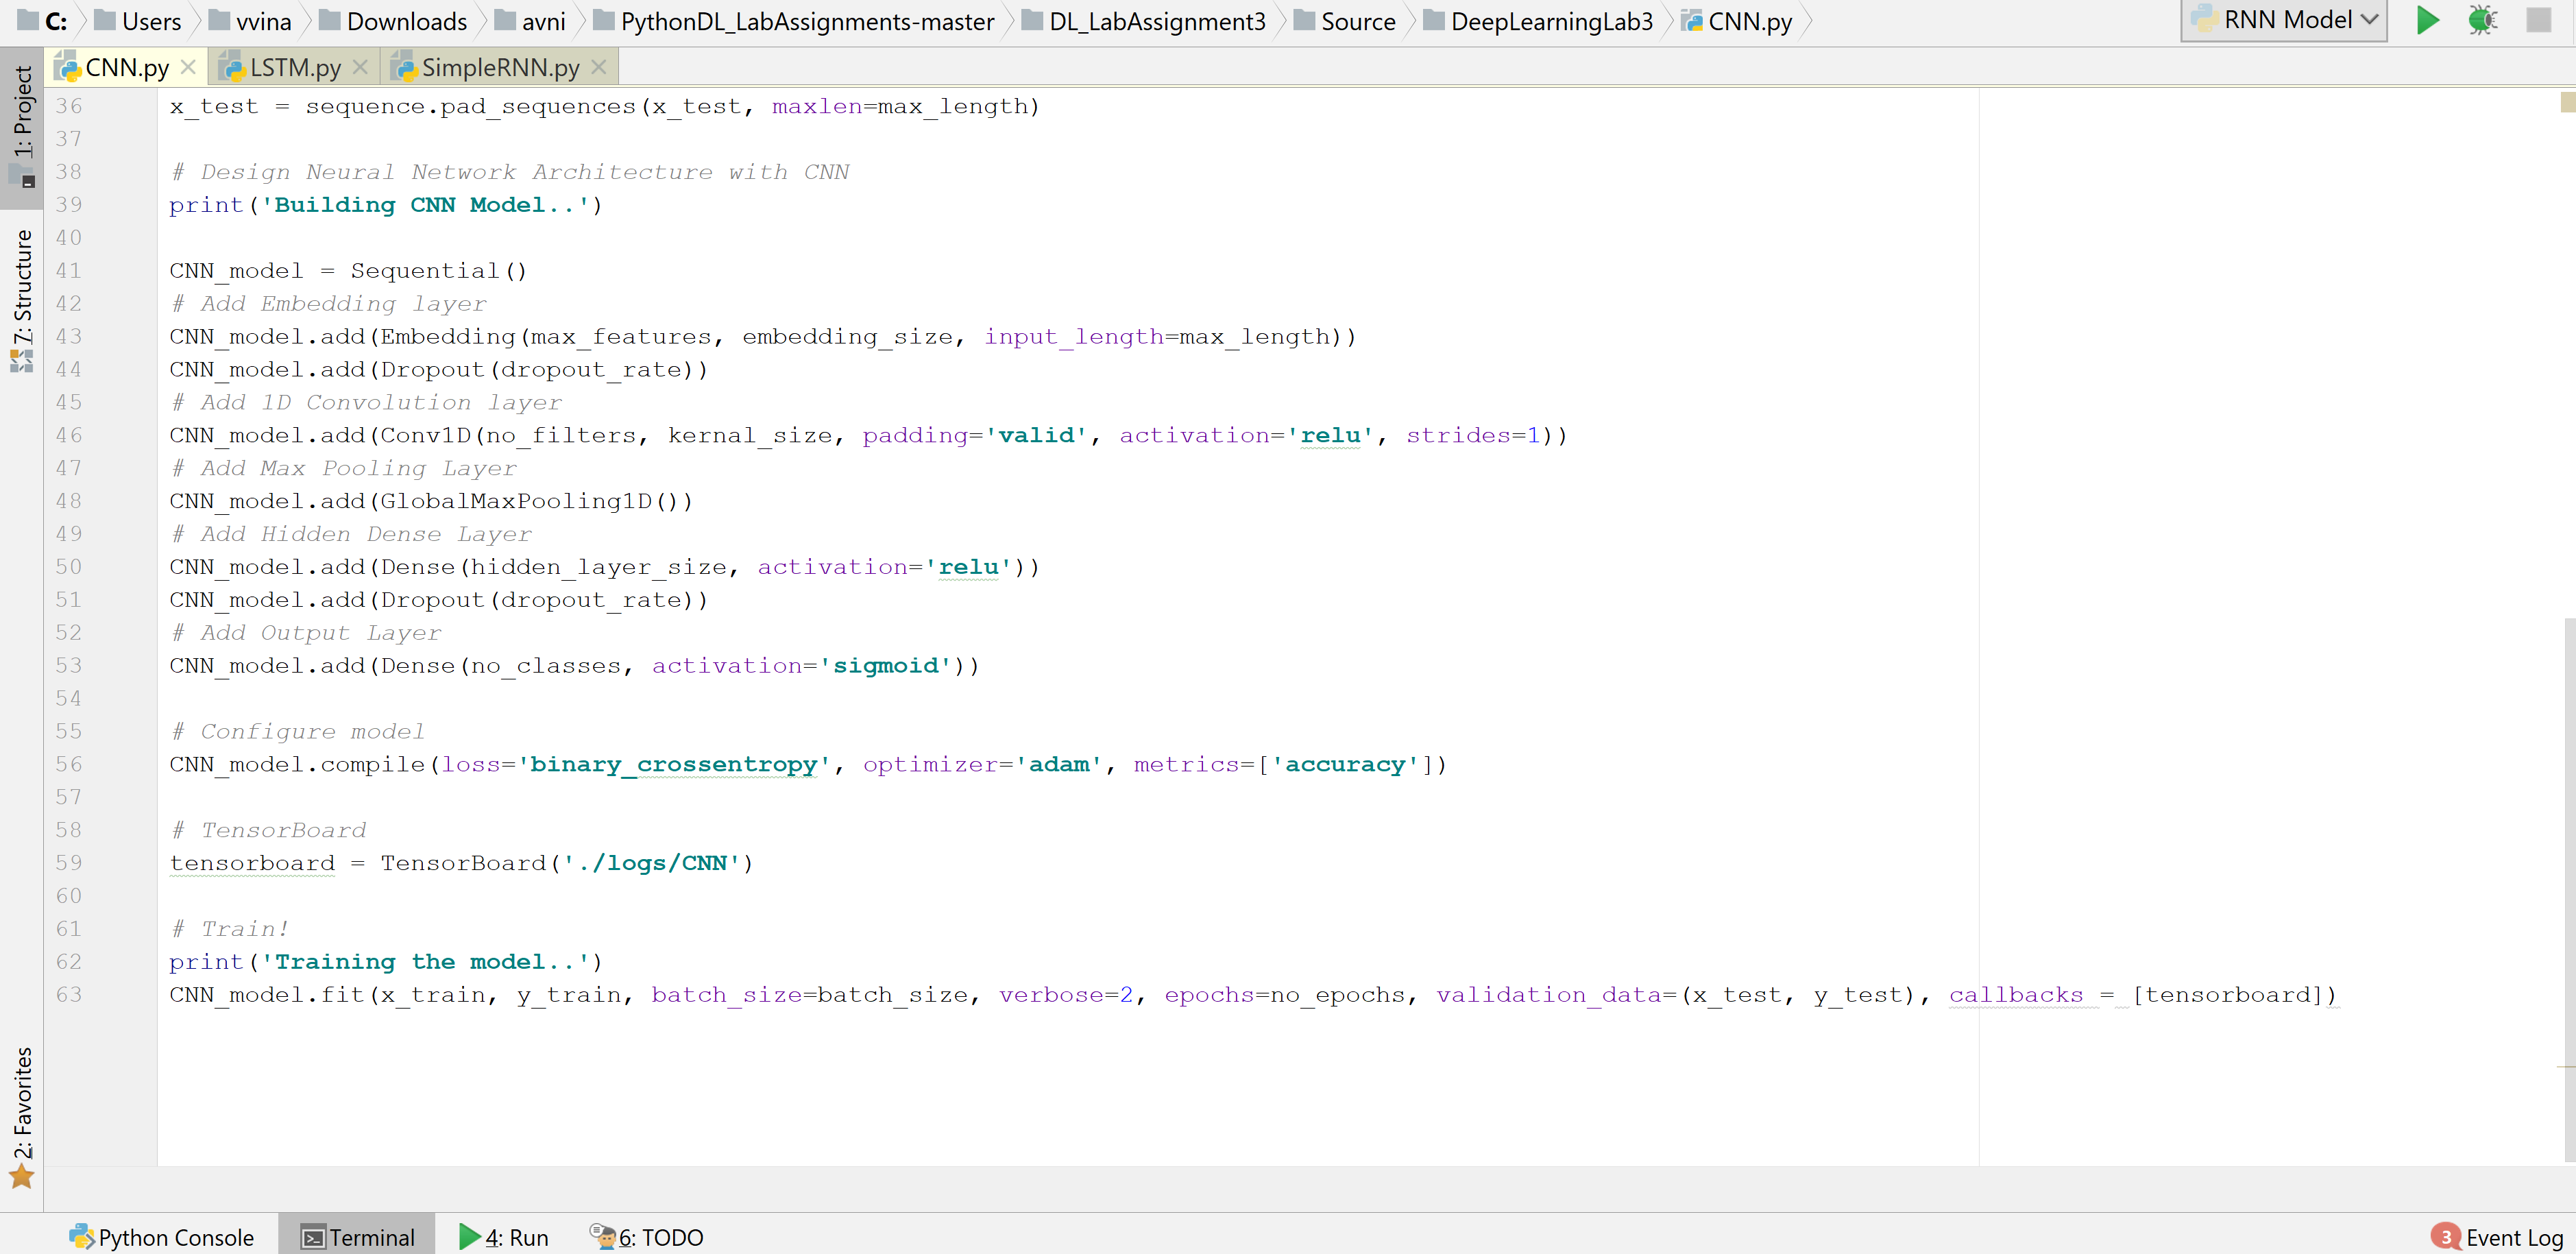 C: Users vvina Downloads avni PythonDL_LabAssignments-master DL_LabAssignment3 Source DeepLearningLab3 CNN.py RNN Model
CNN.py LSTM.py SimpleRNN.py
1: Project
7: Structure
2: Favorites
36 x_test = sequence.pad_sequences(x_test, maxlen=max_length)
37
38 # Design Neural Network Architecture with CNN
39 print('Building CNN Model..')
40
41 CNN_model = Sequential()
42 # Add Embedding layer
43 CNN_model.add(Embedding(max_features, embedding_size, input_length=max_length))
44 CNN_model.add(Dropout(dropout_rate))
45 # Add 1D Convolution layer
46 CNN_model.add(Conv1D(no_filters, kernal_size, padding='valid', activation='relu', strides=1))
47 # Add Max Pooling Layer
48 CNN_model.add(GlobalMaxPooling1D())
49 # Add Hidden Dense Layer
50 CNN_model.add(Dense(hidden_layer_size, activation='relu'))
51 CNN_model.add(Dropout(dropout_rate))
52 # Add Output Layer
53 CNN_model.add(Dense(no_classes, activation='sigmoid'))
54
55 # Configure model
56 CNN_model.compile(loss='binary_crossentropy', optimizer='adam', metrics=['accuracy'])
57
58 # TensorBoard
59 tensorboard = TensorBoard('./logs/CNN')
60
61 # Train!
62 print('Training the model..')
63 CNN_model.fit(x_train, y_train, batch_size=batch_size, verbose=2, epochs=no_epochs, validation_data=(x_test, y_test), callbacks = [tensorboard])
Python Console Terminal 4: Run 6: TODO 3 Event Log